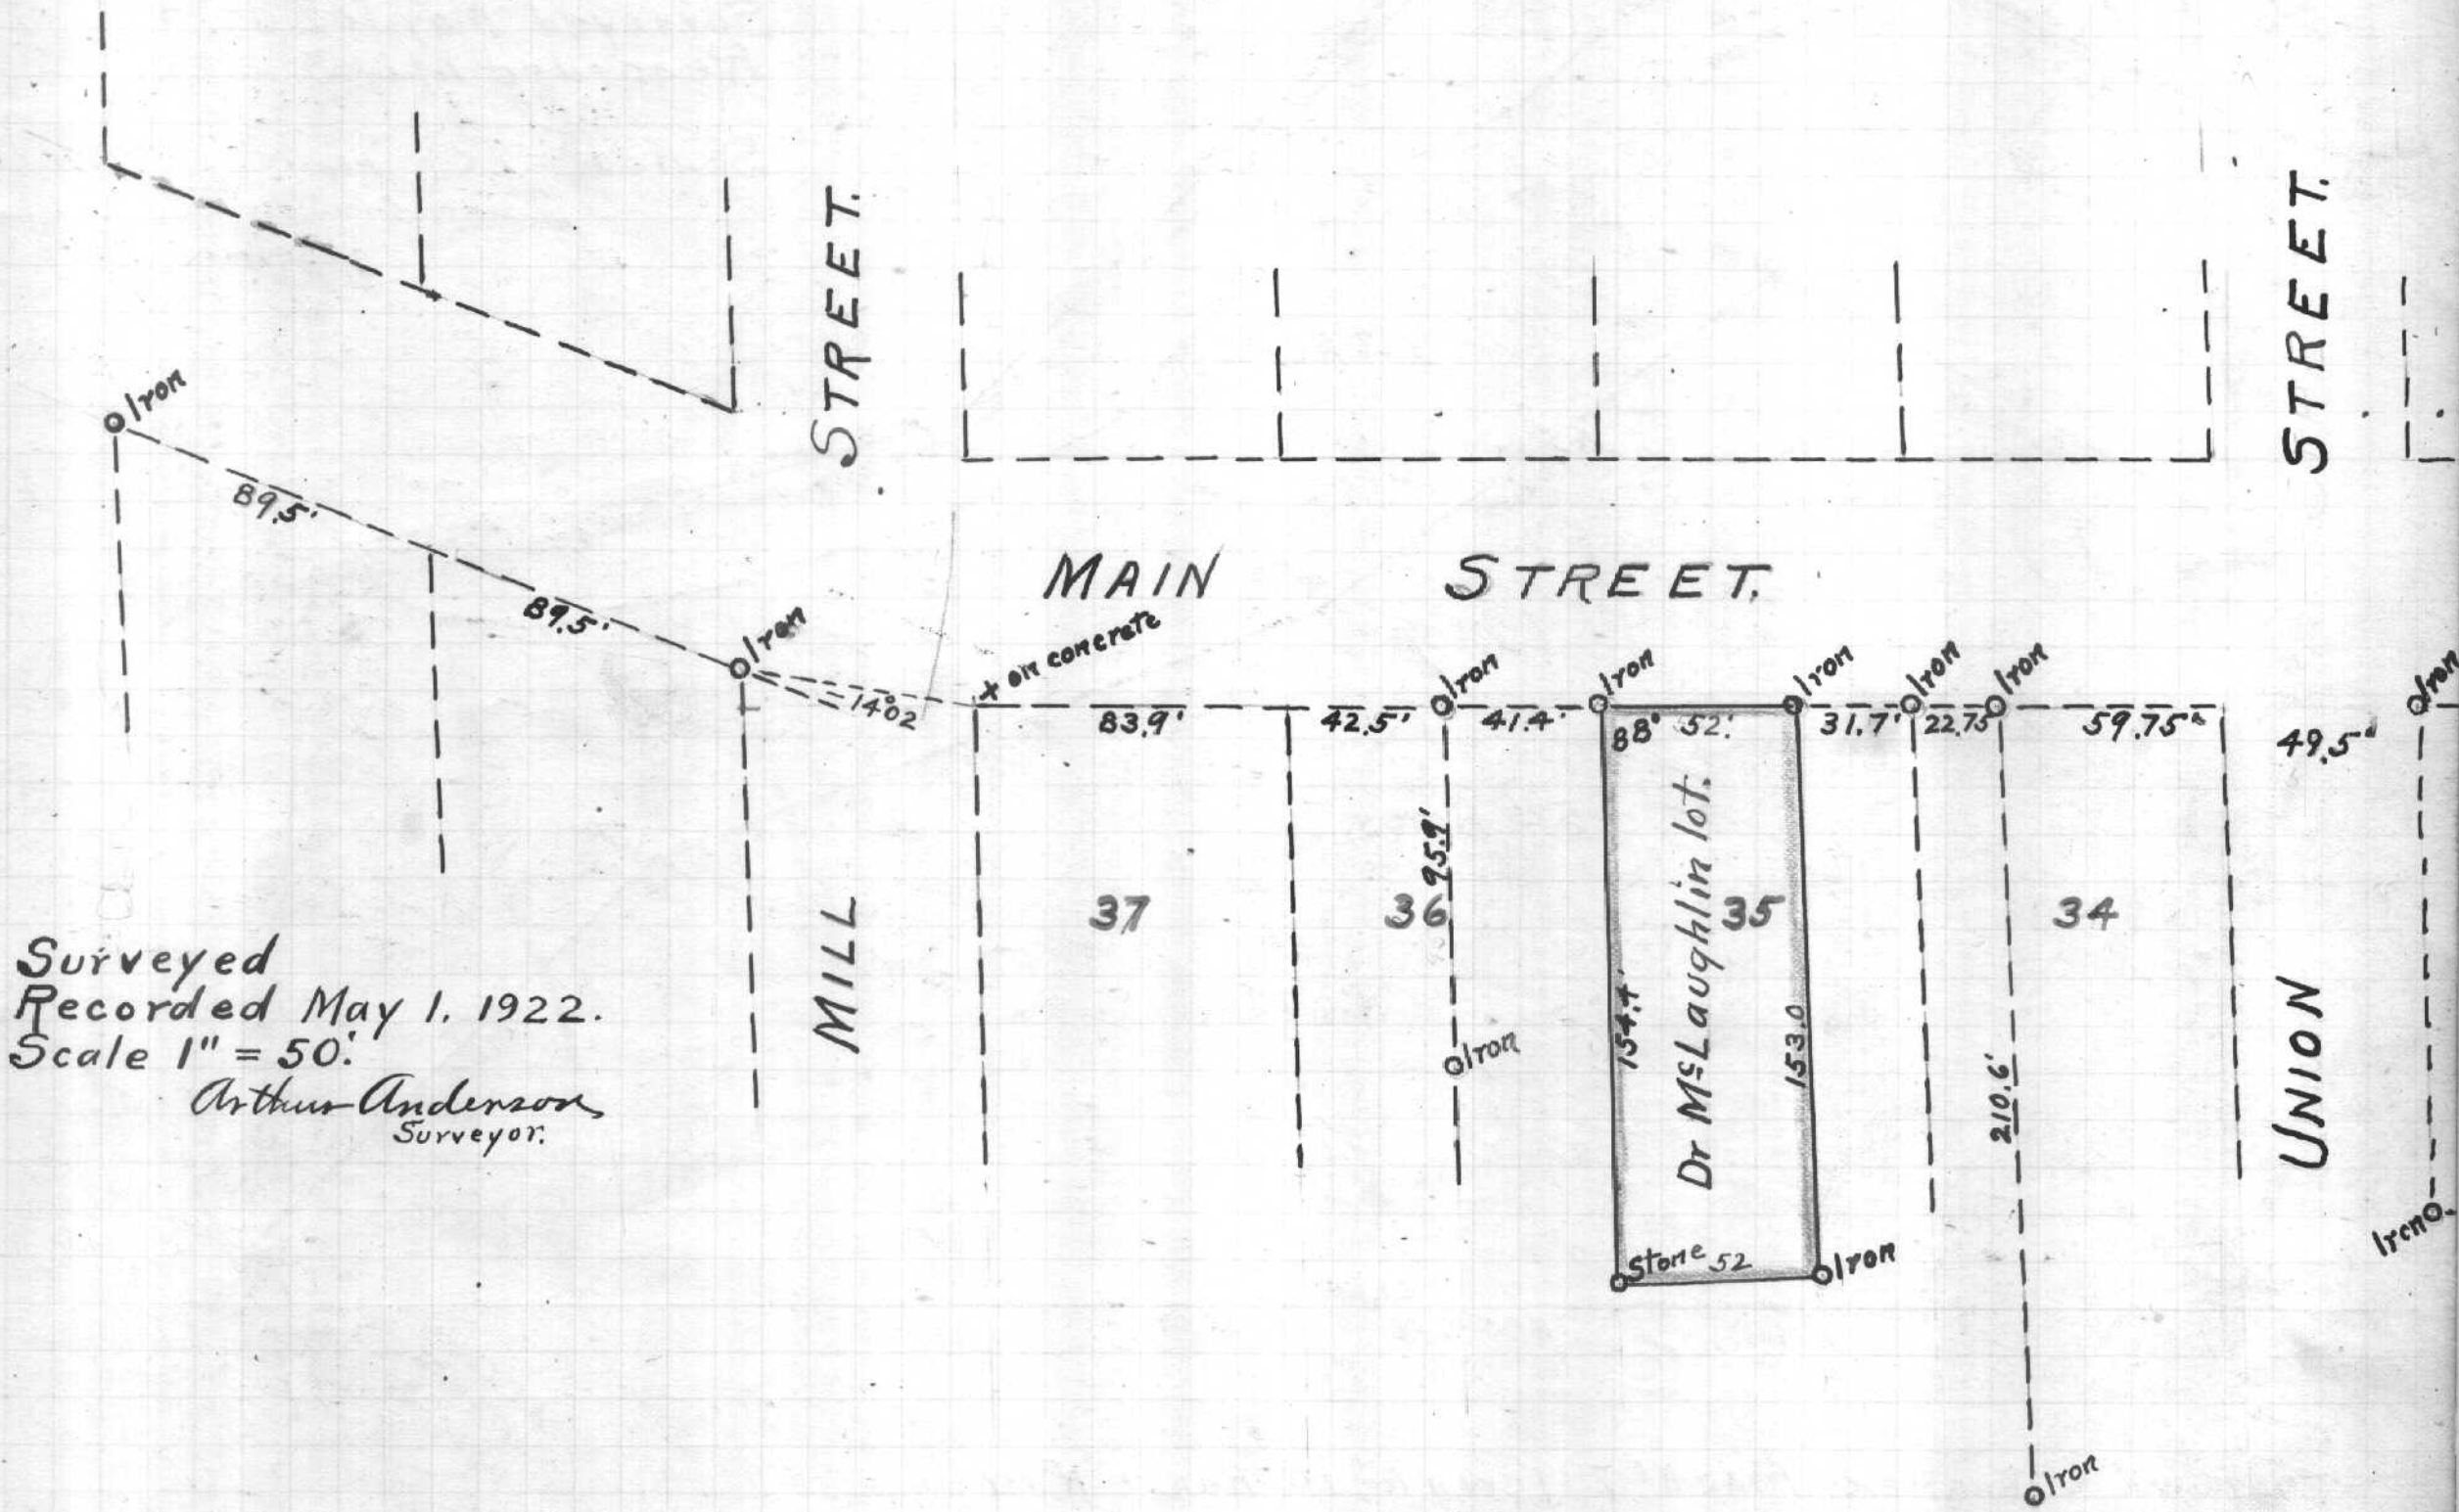 STREET.
STREET.
Iron
89.5'
89.5'
MAIN STREET.
Iron
+ on concrete
14°02
Iron
Iron
Iron
Iron
Iron
Iron
83.9'
42.5'
41.4'
88°
52.'
31.7'
22.75
59.75'
49.5'
95.9'
37
36
35
34
Dr McLaughlin lot.
154.4'
153.0
210.6'
MILL
UNION
Surveyed
Recorded May 1. 1922.
Scale 1" = 50'.
Arthur Anderson
Surveyor.
Iron
Stone
52
Iron
Iron
Iron